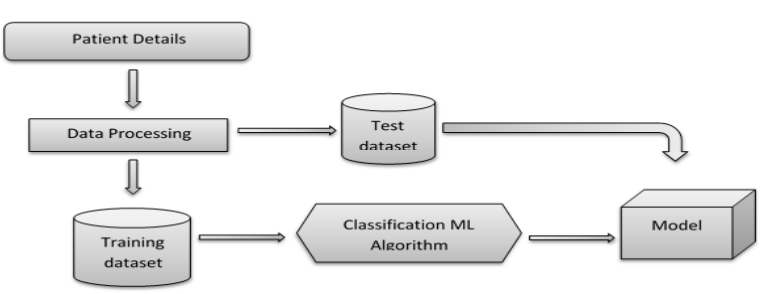 Patient Details
Data Processing
Test
dataset
Training
dataset
Classification ML
Algorithm
Model